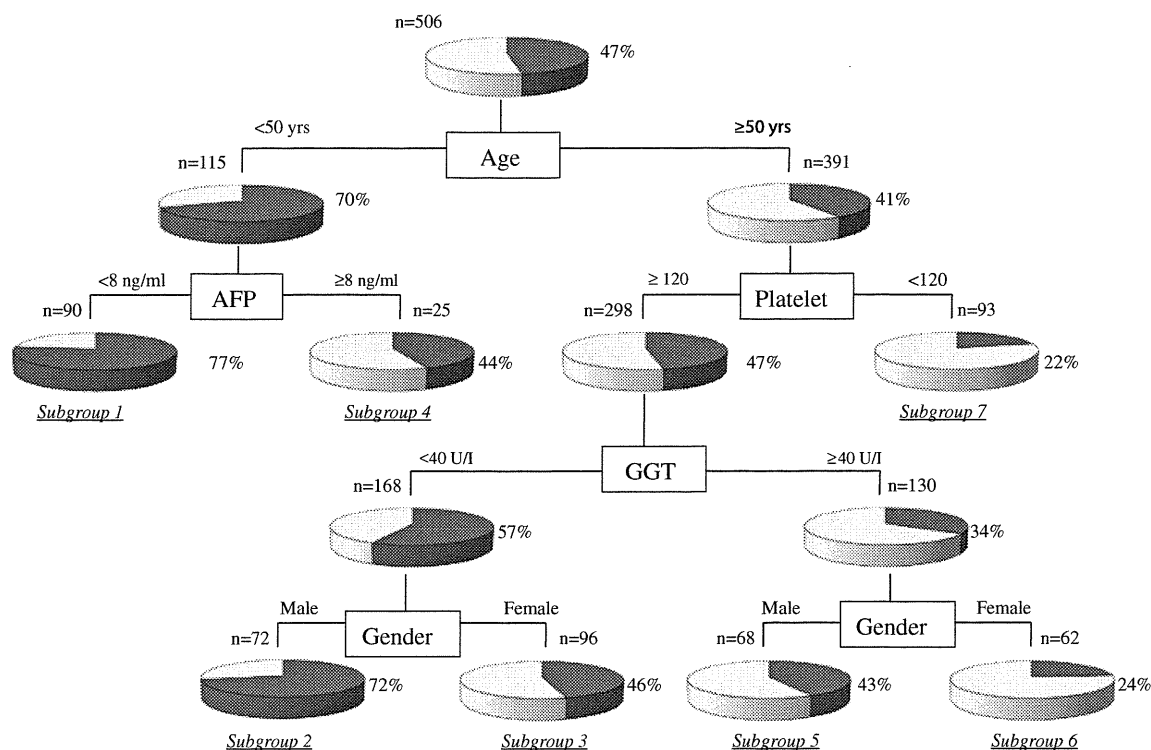 n=506
47%
<50 yrs
≥50 yrs
Age
n=115
n=391
70%
41%
<8 ng/ml
≥8 ng/ml
AFP
≥ 120
<120
Platelet
n=90
n=25
n=298
n=93
77%
44%
47%
22%
Subgroup 1
Subgroup 4
Subgroup 7
<40 U/I
≥40 U/I
GGT
n=168
n=130
57%
34%
Male
Female
Male
Female
Gender
Gender
n=72
n=96
n=68
n=62
72%
46%
43%
24%
Subgroup 2
Subgroup 3
Subgroup 5
Subgroup 6